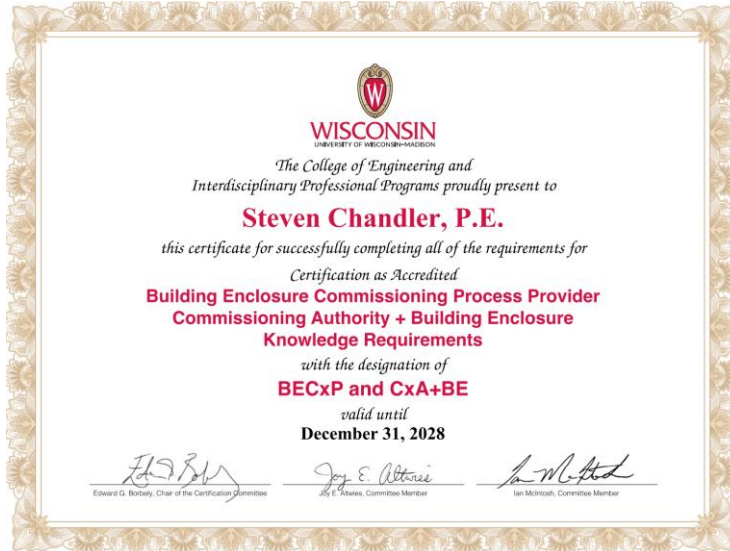 W
WISCONSIN
UNIVERSITY OF WISCONSIN–MADISON
The College of Engineering and
Interdisciplinary Professional Programs proudly present to
Steven Chandler, P.E.
this certificate for successfully completing all of the requirements for
Certification as Accredited
Building Enclosure Commissioning Process Provider
Commissioning Authority + Building Enclosure
Knowledge Requirements
with the designation of
BECxP and CxA+BE
valid until
December 31, 2028
Edward G. Borbely, Chair of the Certification Committee
Joy E. Altwies
Joy E. Altwies, Committee Member
Ian McIntosh, Committee Member